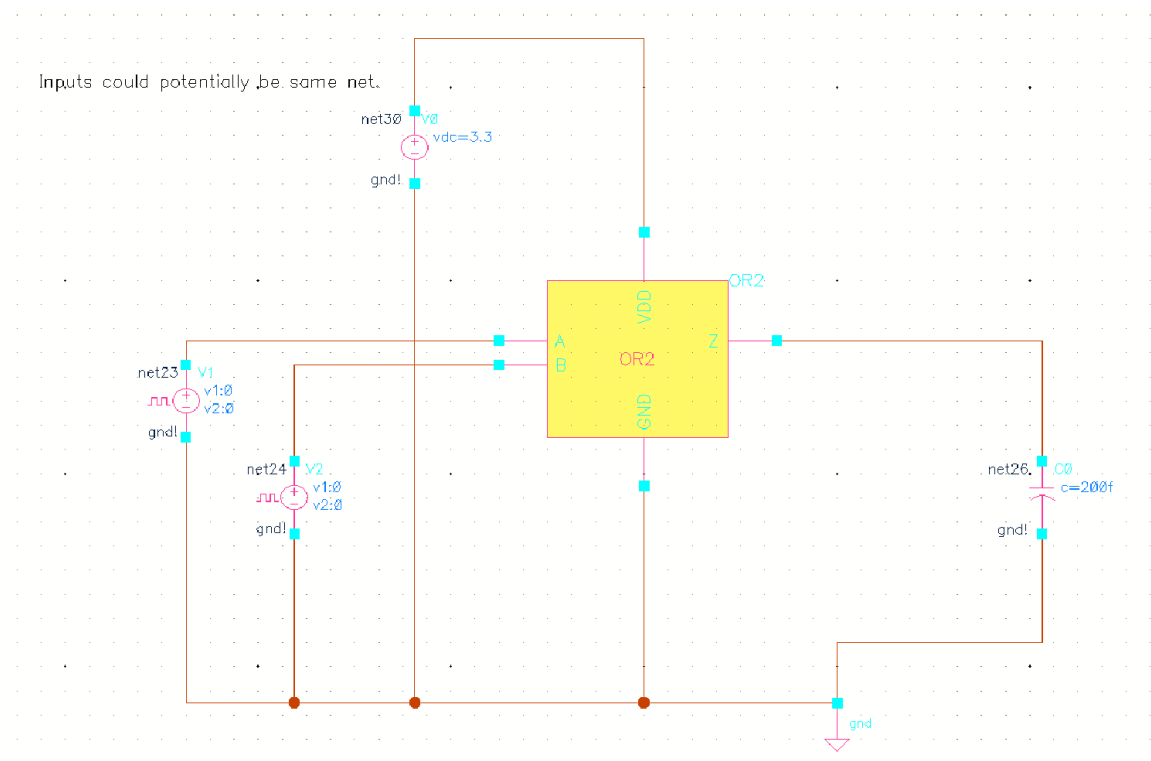 Inputs could potentially be same net.
net30 V0
vdc=3.3
gnd!
OR2
VDD
A
Z
OR2
B
GND
net23 V1
v1:0
v2:0
gnd!
net24 V2
v1:0
v2:0
gnd!
net26 C0
c=200f
gnd!
gnd